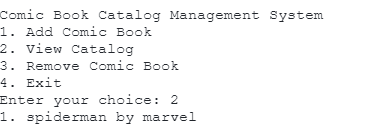 Comic Book Catalog Management System
1. Add Comic Book
2. View Catalog
3. Remove Comic Book
4. Exit
Enter your choice: 2
1. spiderman by marvel